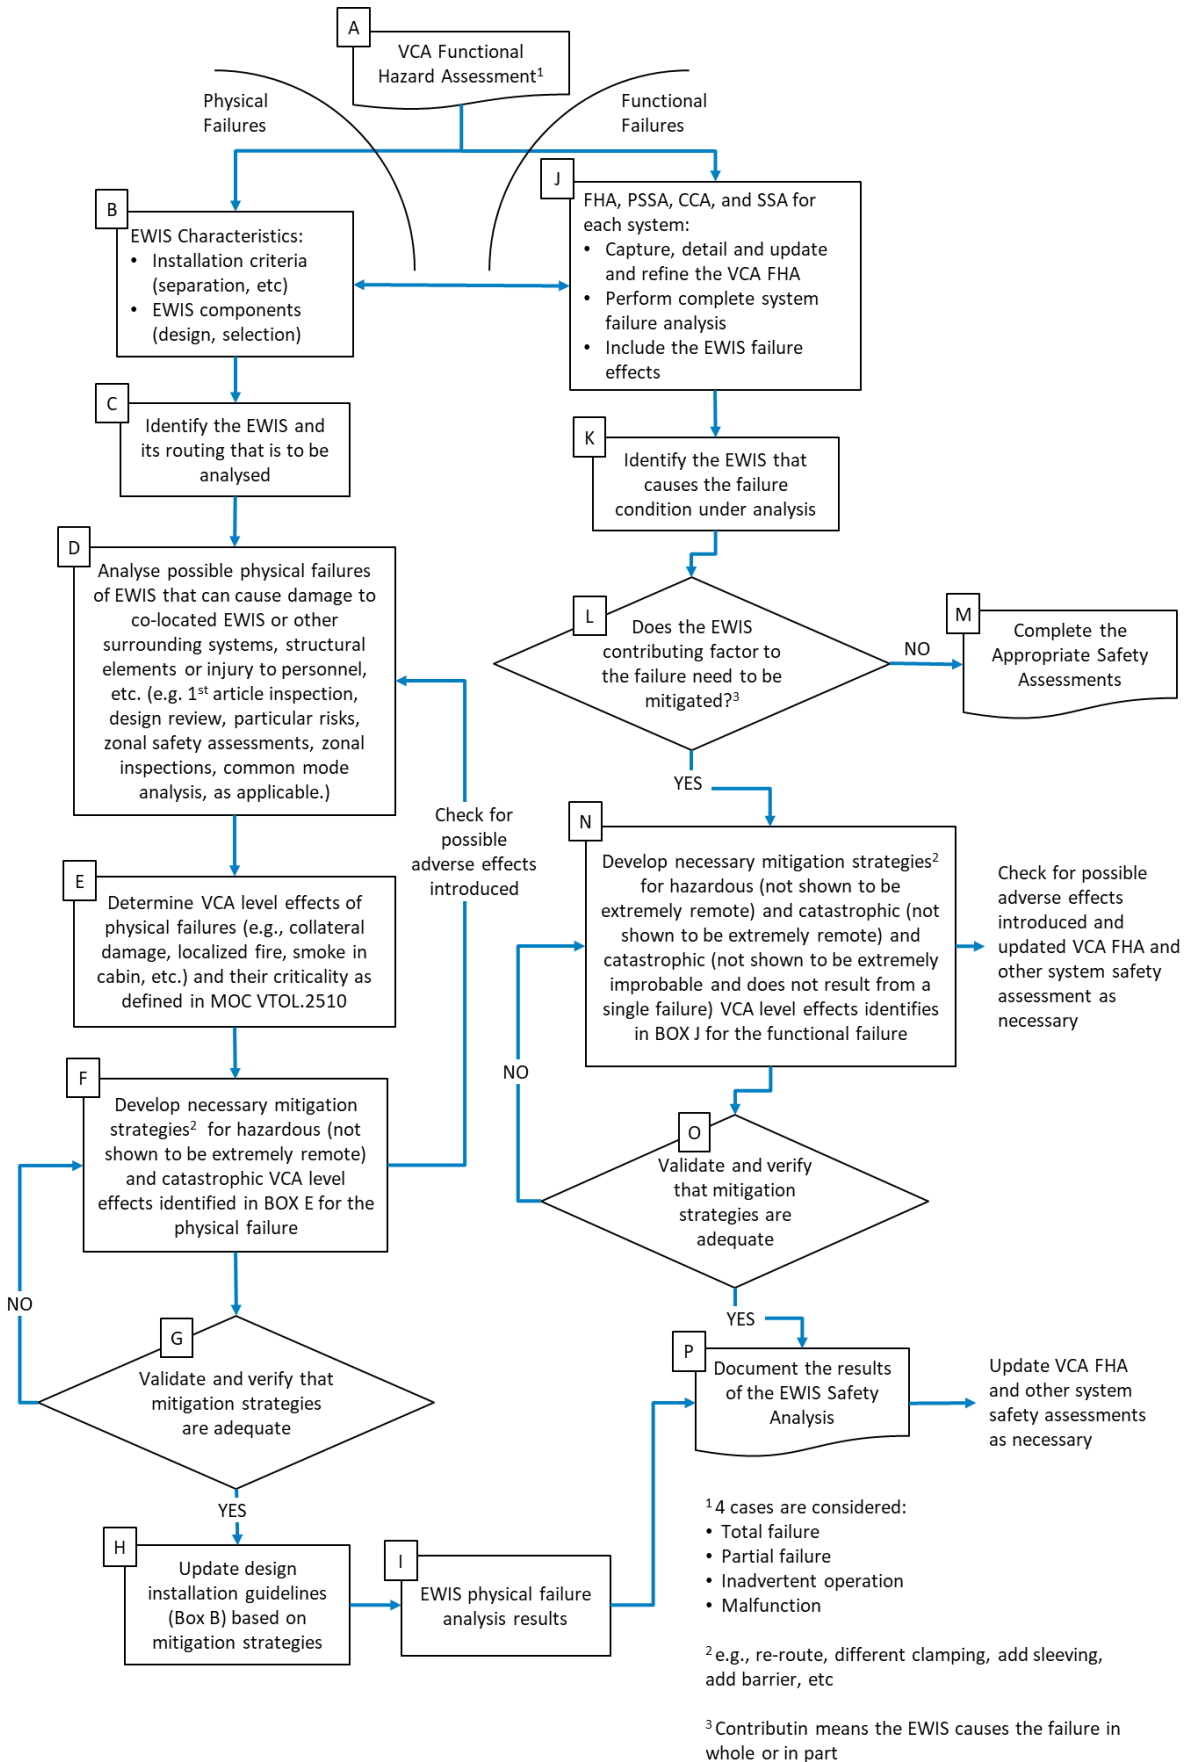 A
VCA Functional
Hazard Assessment¹
Physical
Failures
Functional
Failures
B
EWIS Characteristics:
• Installation criteria
(separation, etc)
• EWIS components
(design, selection)
J
FHA, PSSA, CCA, and SSA for
each system:
• Capture, detail and update
and refine the VCA FHA
• Perform complete system
failure analysis
• Include the EWIS failure
effects
C
Identify the EWIS and
its routing that is to be
analysed
K
Identify the EWIS that
causes the failure
condition under analysis
D
Analyse possible physical failures
of EWIS that can cause damage to
co-located EWIS or other
surrounding systems, structural
elements or injury to personnel,
etc. (e.g. 1st article inspection,
design review, particular risks,
zonal safety assessments, zonal
inspections, common mode
analysis, as applicable.)
L
Does the EWIS
contributing factor to
the failure need to be
mitigated?³
NO
M
Complete the
Appropriate Safety
Assessments
YES
Check for
possible
adverse effects
introduced
E
Determine VCA level effects of
physical failures (e.g., collateral
damage, localized fire, smoke in
cabin, etc.) and their criticality as
defined in MOC VTOL.2510
N
Develop necessary mitigation strategies²
for hazardous (not shown to be
extremely remote) and catastrophic (not
shown to be extremely remote) and
catastrophic (not shown to be extremely
improbable and does not result from a
single failure) VCA level effects identifies
in BOX J for the functional failure
Check for possible
adverse effects
introduced and
updated VCA FHA and
other system safety
assessment as
necessary
NO
F
Develop necessary mitigation
strategies² for hazardous (not
shown to be extremely remote)
and catastrophic VCA level
effects identified in BOX E for the
physical failure
O
Validate and verify
that mitigation
strategies are
adequate
NO
YES
G
Validate and verify that
mitigation strategies
are adequate
P
Document the results
of the EWIS Safety
Analysis
Update VCA FHA
and other system
safety assessments
as necessary
YES
H
Update design
installation guidelines
(Box B) based on
mitigation strategies
I
EWIS physical failure
analysis results
¹ 4 cases are considered:
• Total failure
• Partial failure
• Inadvertent operation
• Malfunction
² e.g., re-route, different clamping, add sleeving,
add barrier, etc
³ Contributin means the EWIS causes the failure in
whole or in part